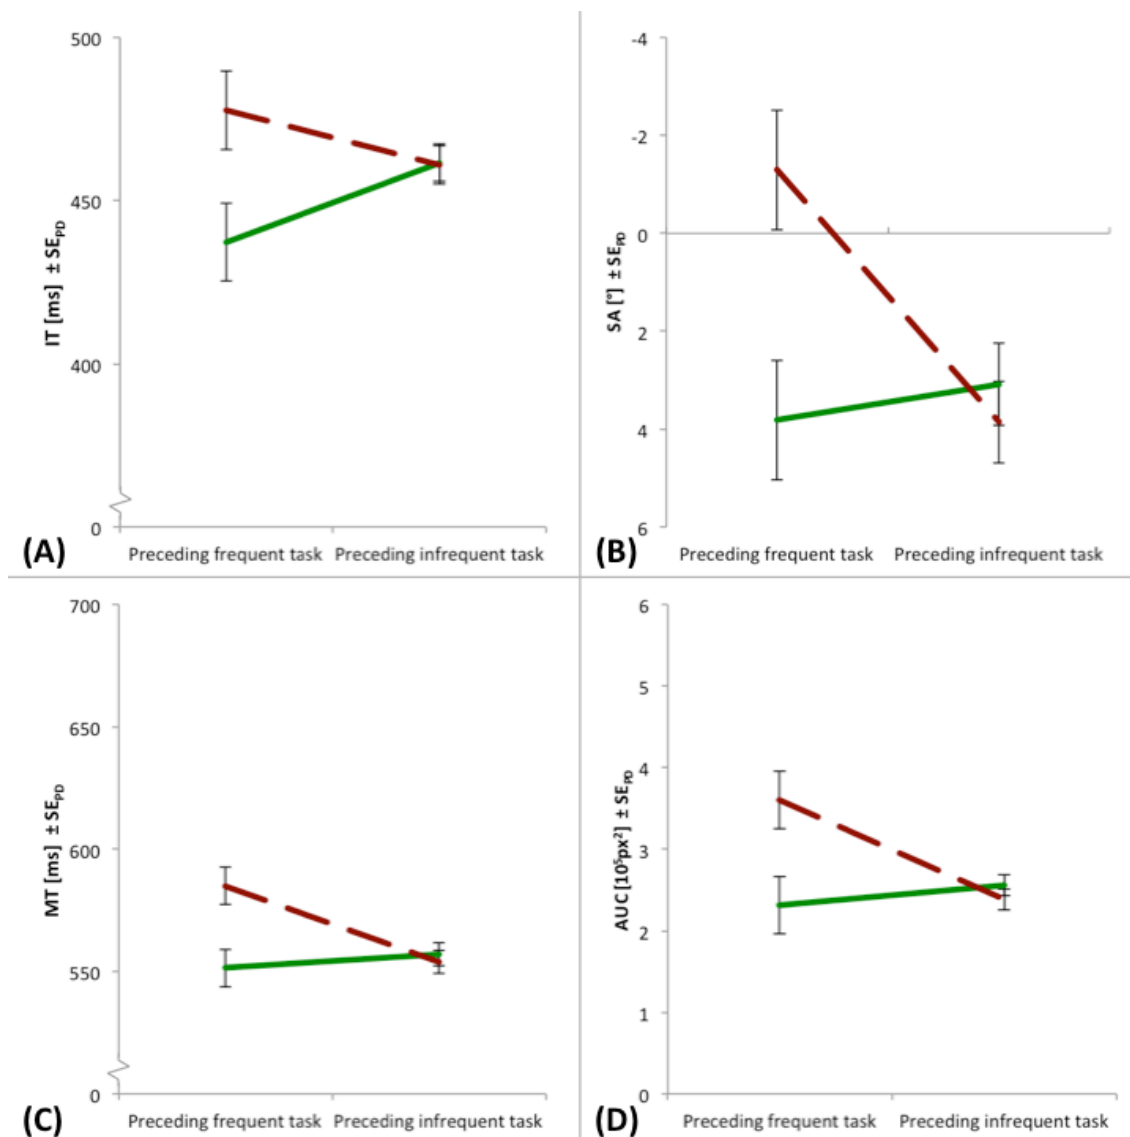 500
450
400
0
IT [ms] ± SEPD
(A)
Preceding frequent task
Preceding infrequent task
-4
-2
0
2
4
6
SA [°] ± SEPD
(B)
Preceding frequent task
Preceding infrequent task
700
650
600
550
0
MT [ms] ± SEPD
(C)
Preceding frequent task
Preceding infrequent task
6
5
4
3
2
1
0
AUC [10⁵px²] ± SEPD
(D)
Preceding frequent task
Preceding infrequent task